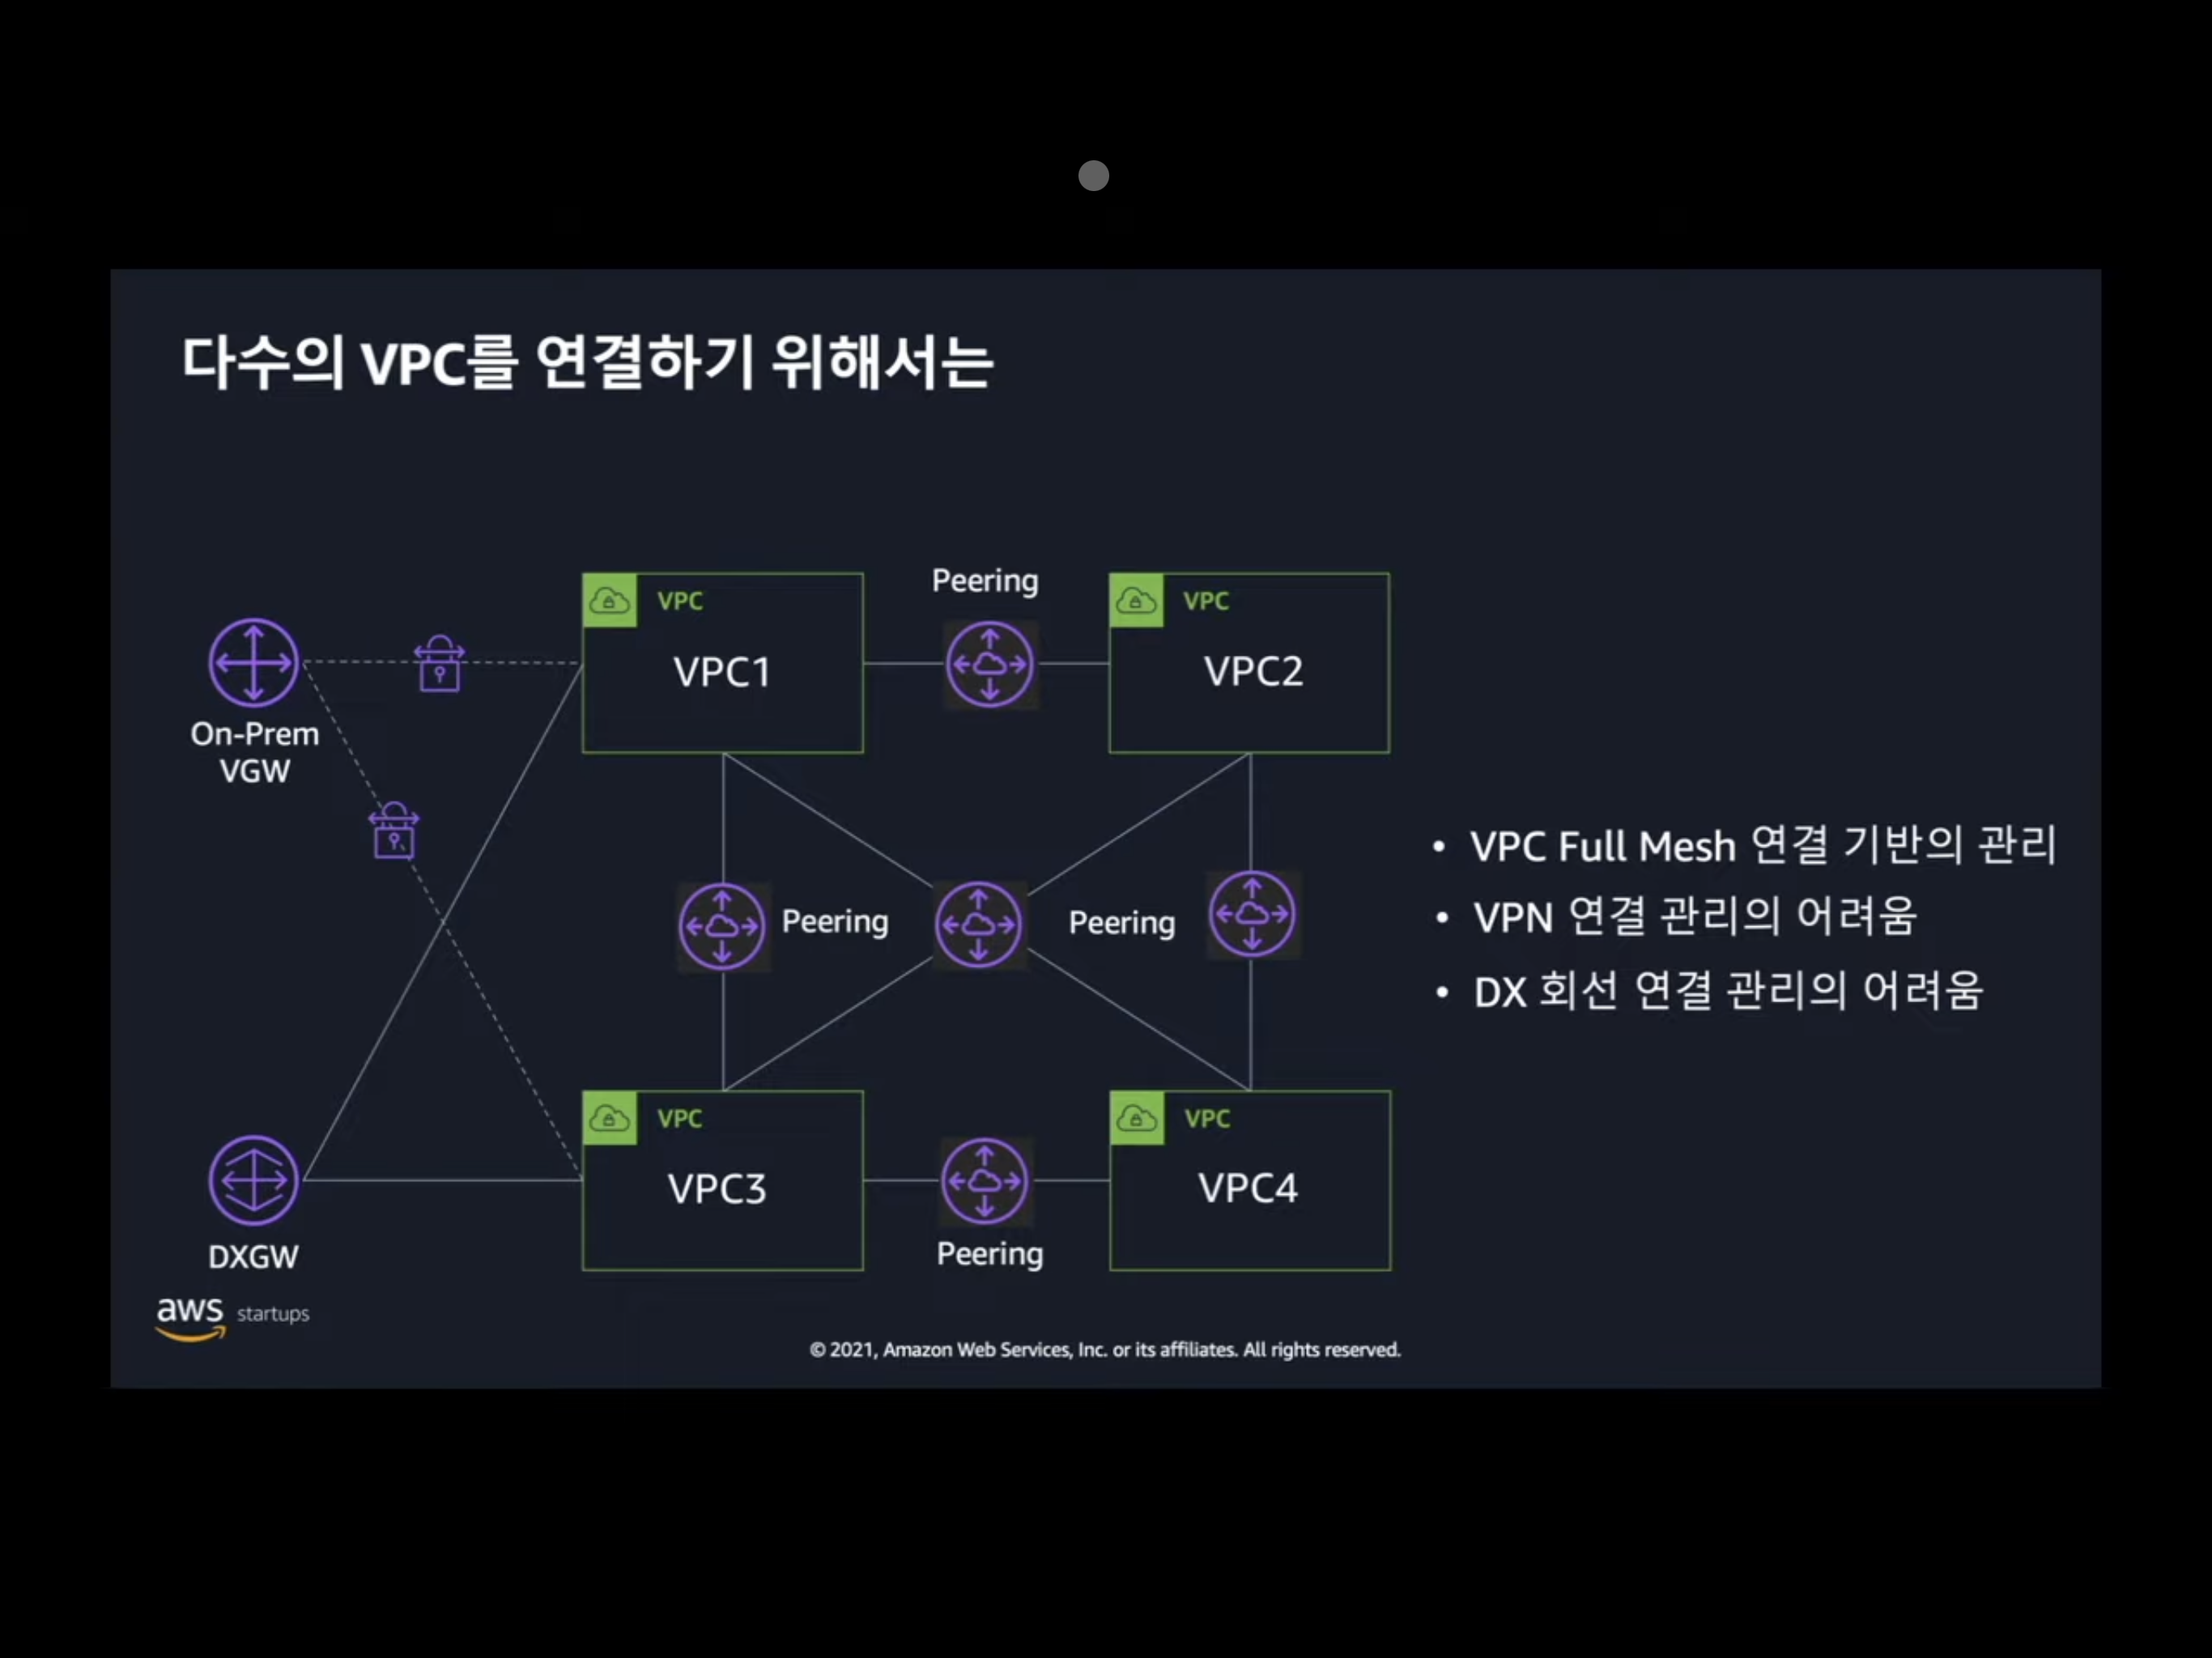 다수의 VPC를 연결하기 위해서는
Peering
VPC
VPC1
VPC
VPC2
On-Prem
VGW
Peering
Peering
• VPC Full Mesh 연결 기반의 관리
• VPN 연결 관리의 어려움
• DX 회선 연결 관리의 어려움
VPC
VPC3
VPC
VPC4
DXGW
Peering
aws startups
© 2021, Amazon Web Services, Inc. or its affiliates. All rights reserved.